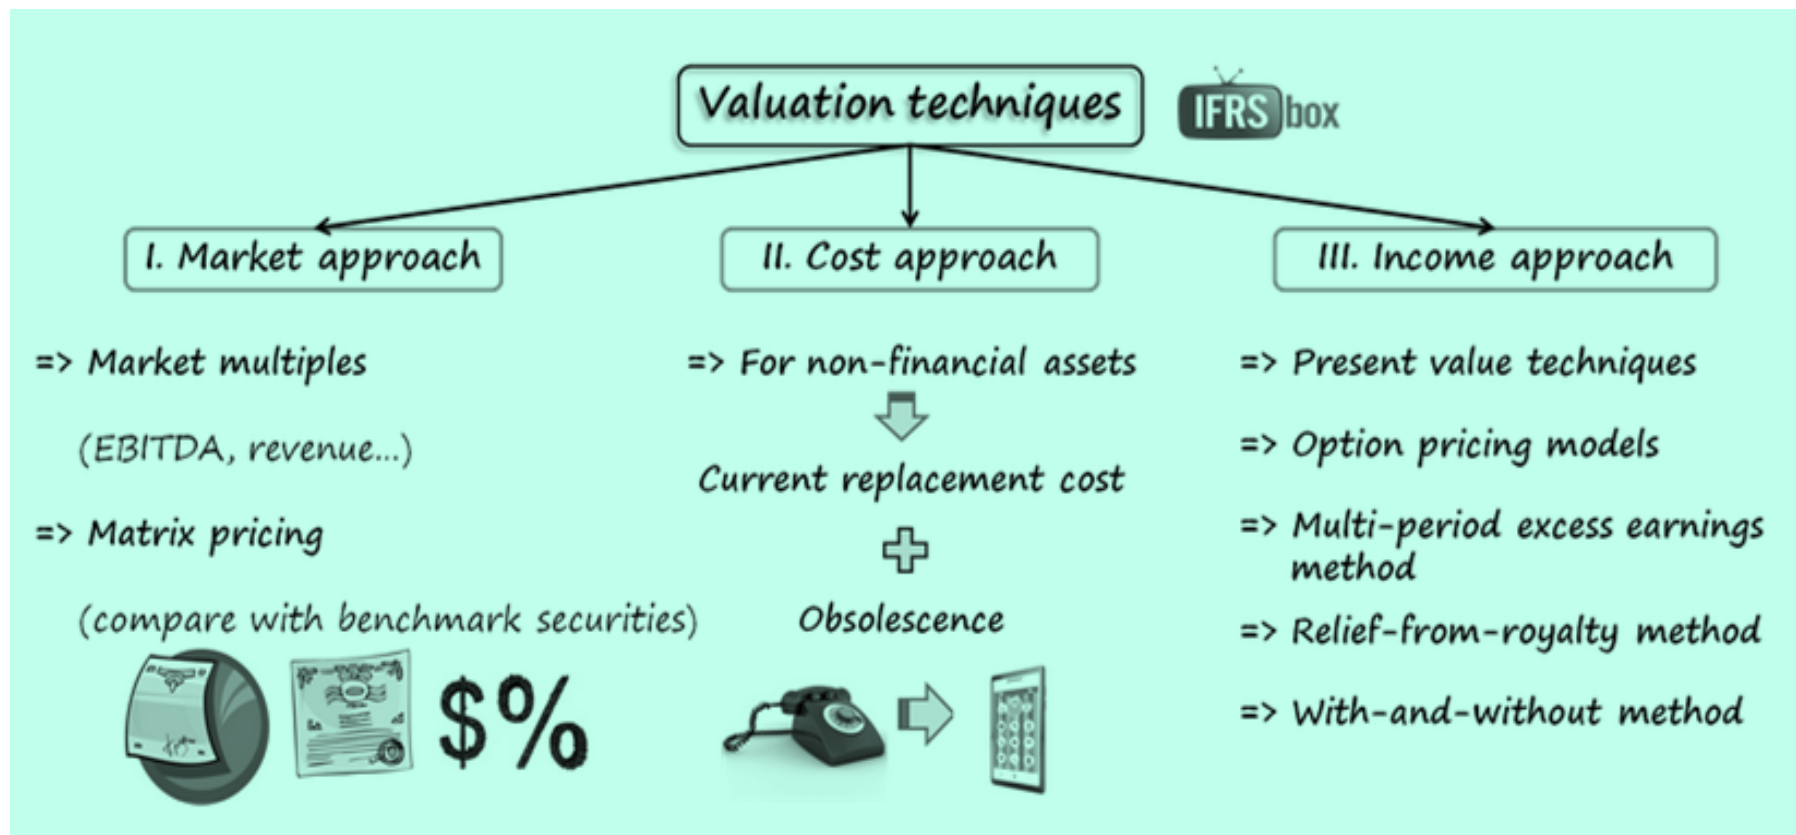 Valuation techniques
IFRS box
I. Market approach
=> Market multiples
(EBITDA, revenue...)
=> Matrix pricing
(compare with benchmark securities)
$%
II. Cost approach
=> For non-financial assets
Current replacement cost
Obsolescence
III. Income approach
=> Present value techniques
=> Option pricing models
=> Multi-period excess earnings
method
=> Relief-from-royalty method
=> With-and-without method